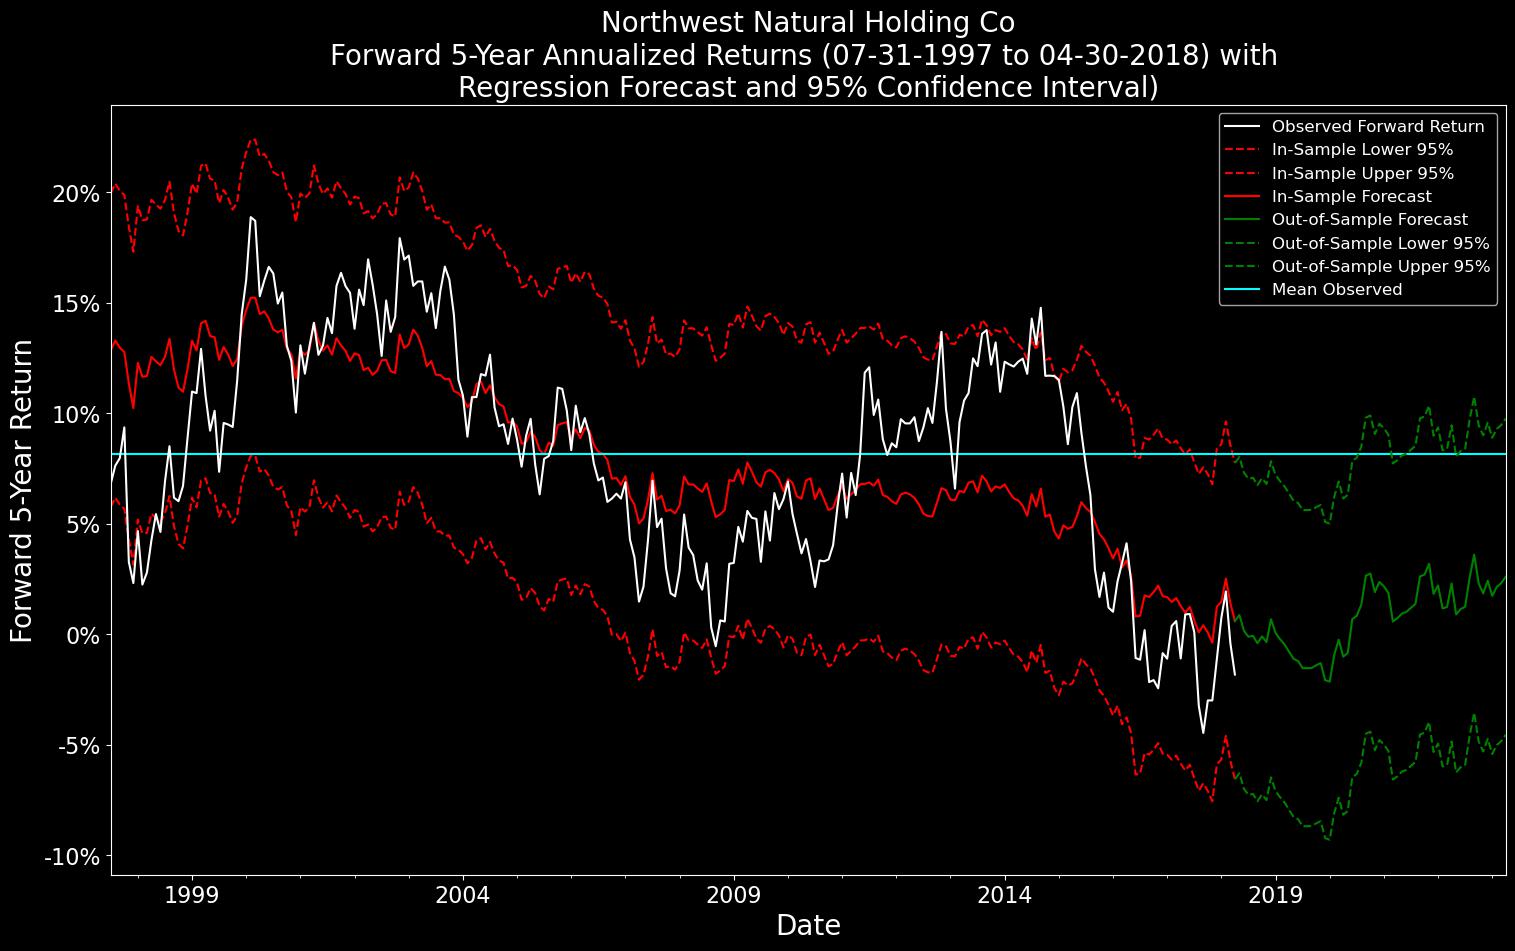 Northwest Natural Holding Co
Forward 5-Year Annualized Returns (07-31-1997 to 04-30-2018) with
Regression Forecast and 95% Confidence Interval)
Observed Forward Return
In-Sample Lower 95%
In-Sample Upper 95%
In-Sample Forecast
Out-of-Sample Forecast
Out-of-Sample Lower 95%
Out-of-Sample Upper 95%
Mean Observed
Forward 5-Year Return
20%
15%
10%
5%
0%
-5%
-10%
1999
2004
2009
2014
2019
Date